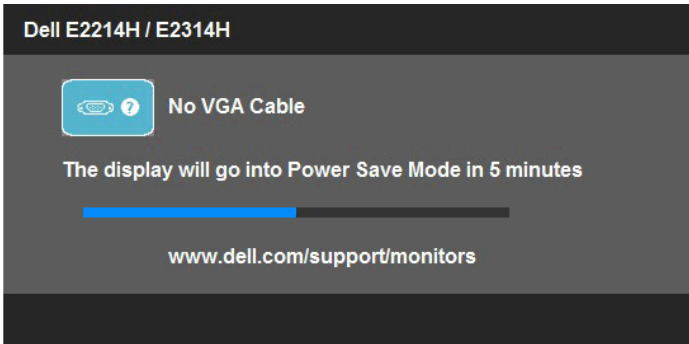 Dell E2214H / E2314H
? No VGA Cable
The display will go into Power Save Mode in 5 minutes
www.dell.com/support/monitors